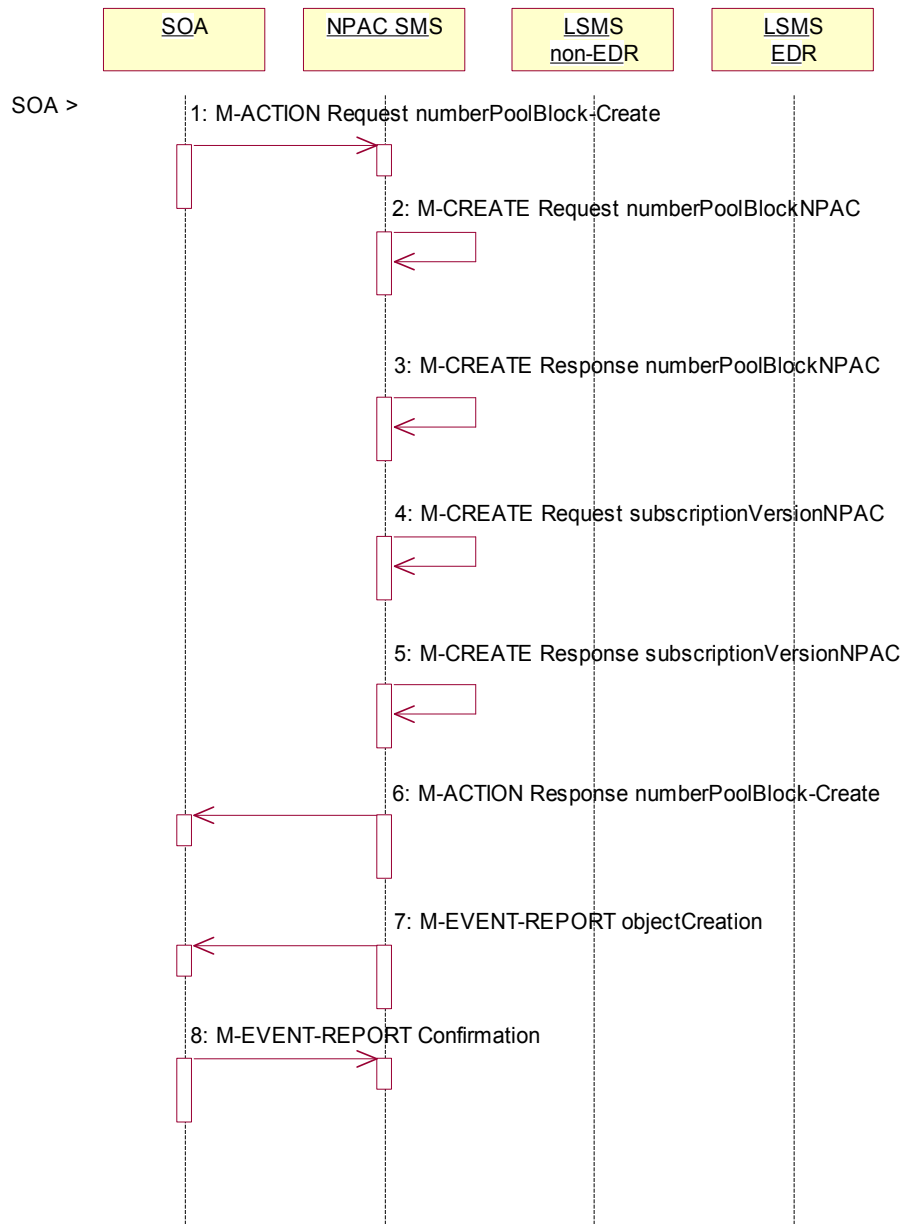 SOA
NPAC SMS
LSMS
non-EDR
LSMS
EDR
SOA >
1: M-ACTION Request numberPoolBlock-Create
2: M-CREATE Request numberPoolBlockNPAC
3: M-CREATE Response numberPoolBlockNPAC
4: M-CREATE Request subscriptionVersionNPAC
5: M-CREATE Response subscriptionVersionNPAC
6: M-ACTION Response numberPoolBlock-Create
7: M-EVENT-REPORT objectCreation
8: M-EVENT-REPORT Confirmation